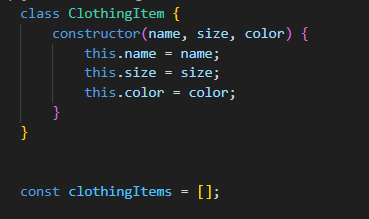 class ClothingItem {
    constructor(name, size, color) {
        this.name = name;
        this.size = size;
        this.color = color;
    }
}
const clothingItems = [];